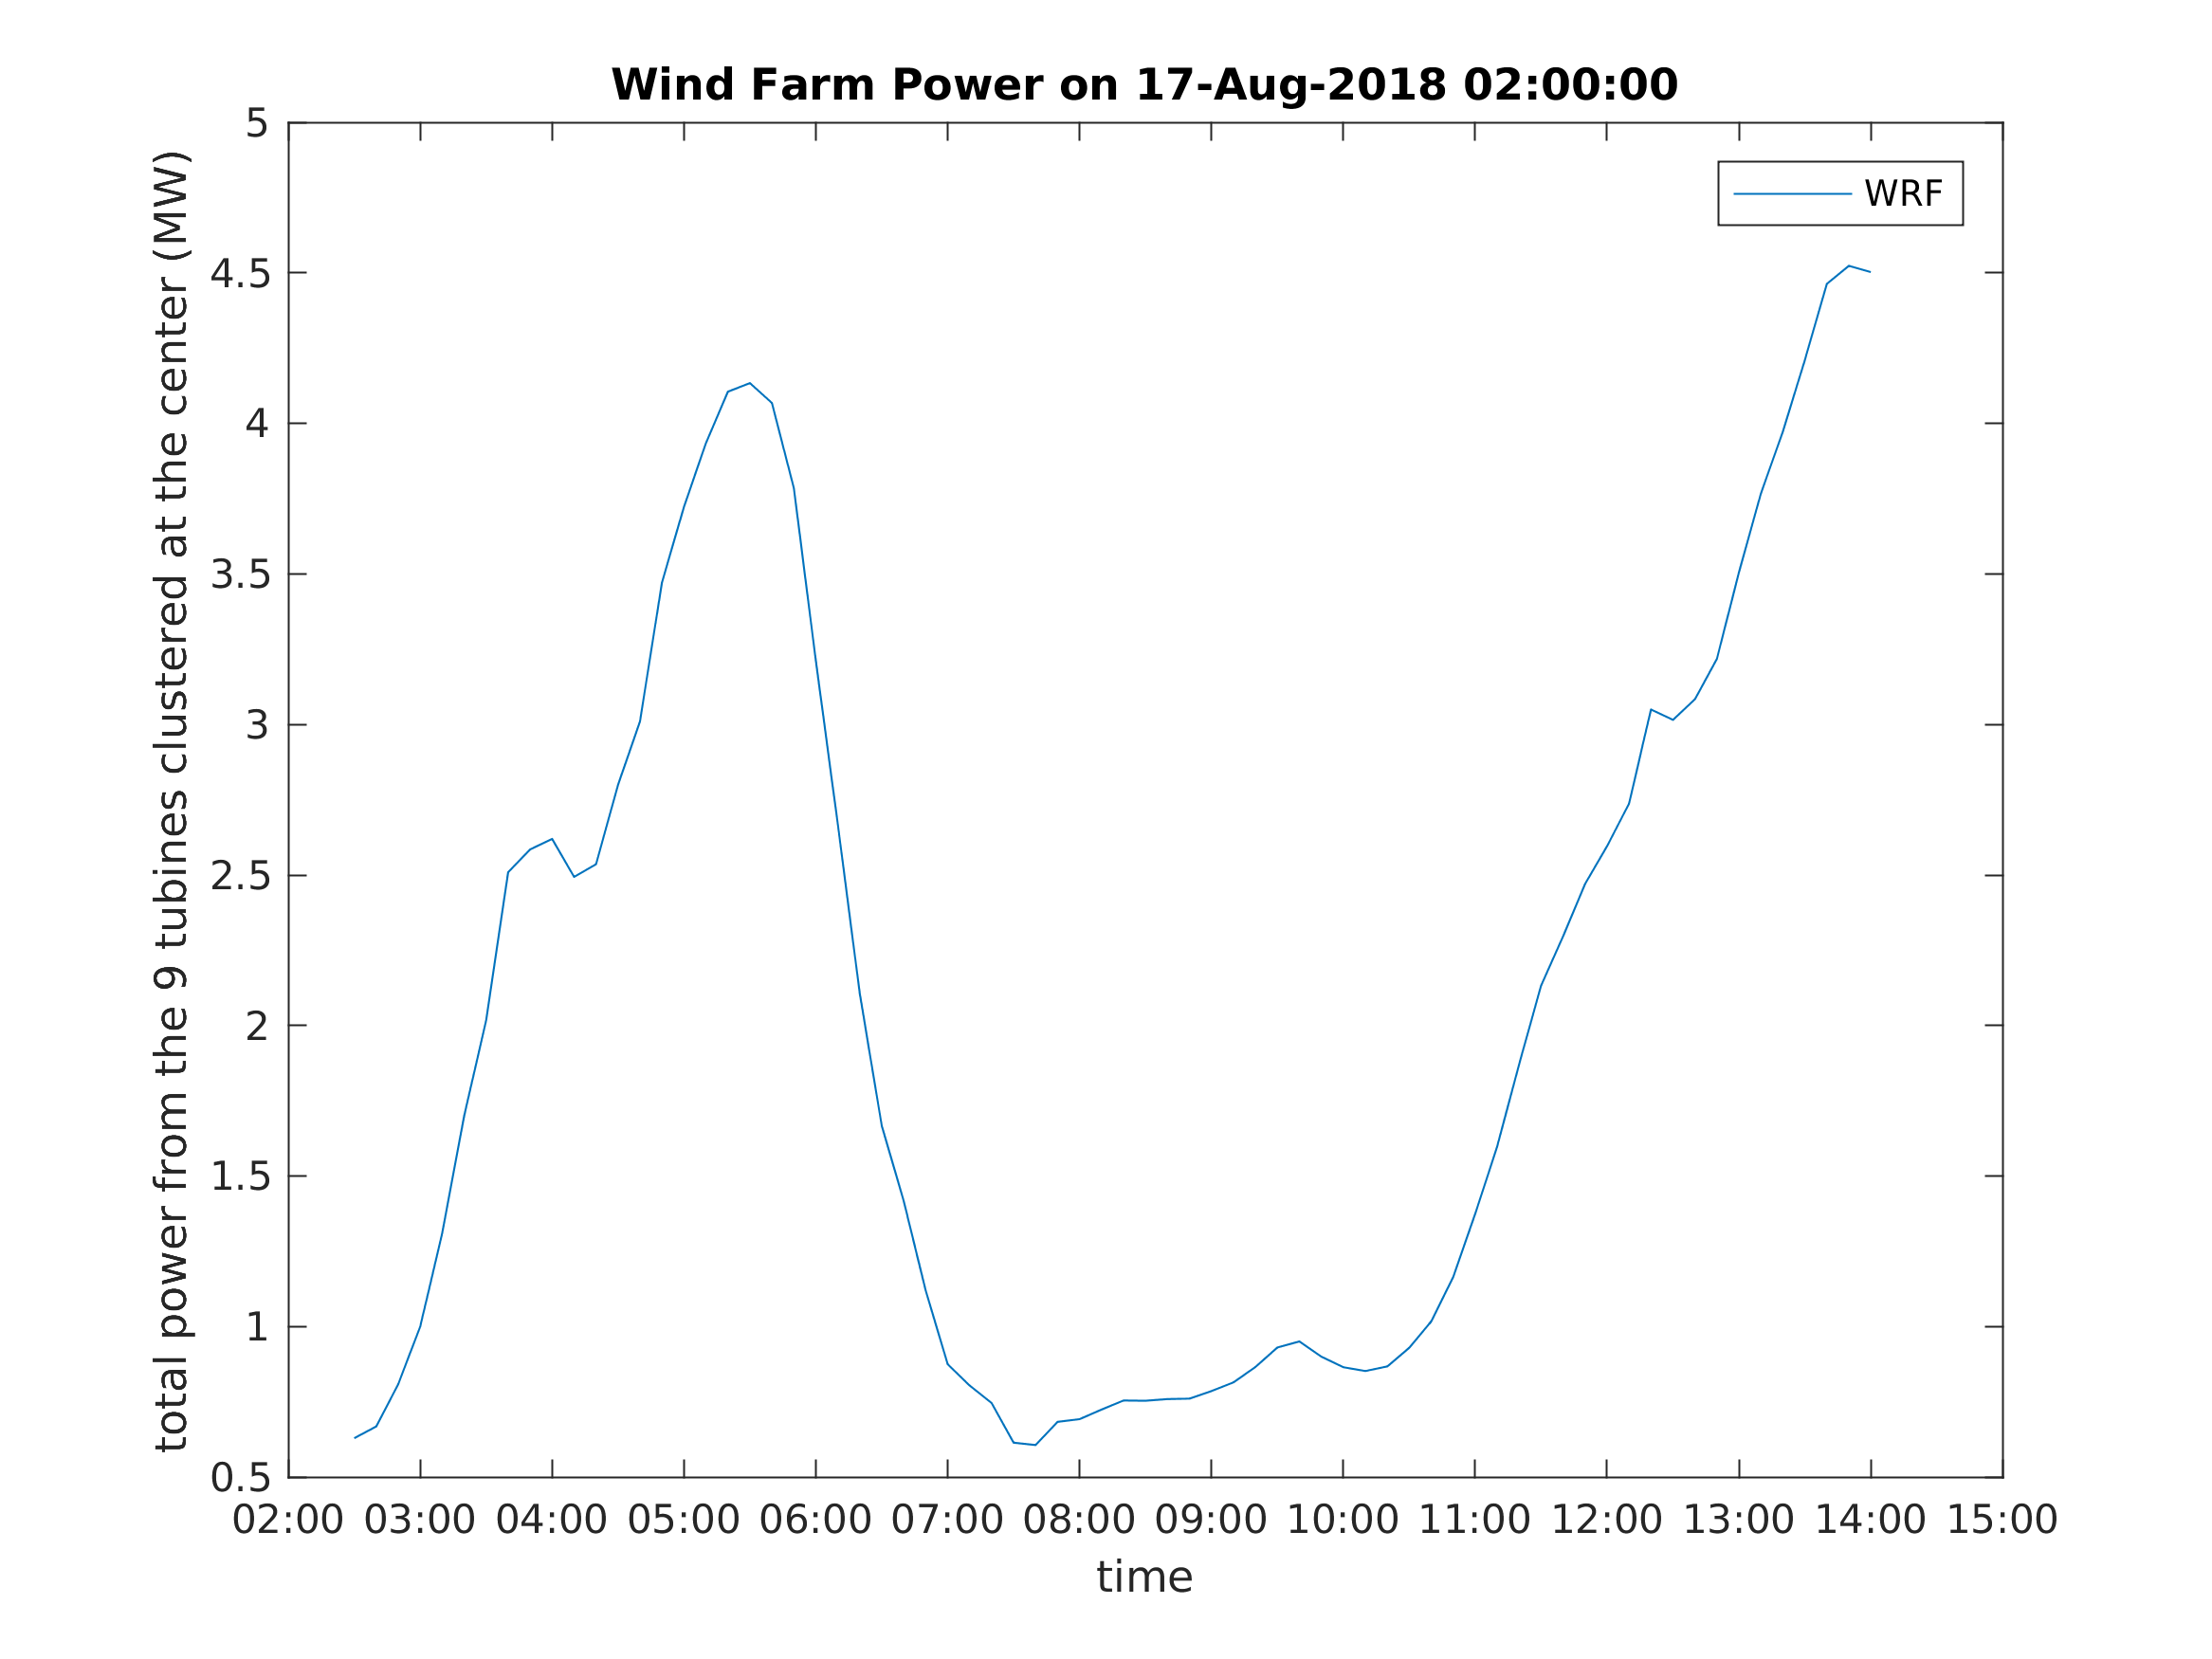 Wind Farm Power on 17-Aug-2018 02:00:00
total power from the 9 tubines clustered at the center (MW)
5
4.5
4
3.5
3
2.5
2
1.5
1
0.5
WRF
02:00 03:00 04:00 05:00 06:00 07:00 08:00 09:00 10:00 11:00 12:00 13:00 14:00 15:00
time